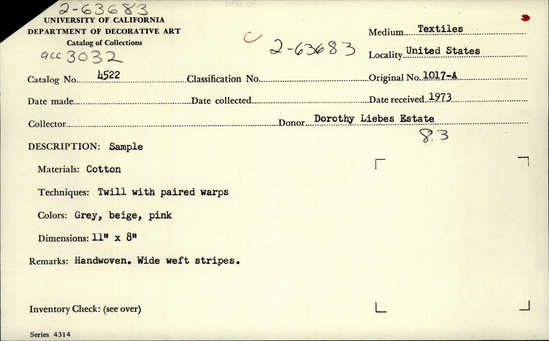 2-63683
UNIVERSITY OF CALIFORNIA
DEPARTMENT OF DECORATIVE ART
Catalog of Collections
acc 3032
C 2-63683
Medium Textiles
Locality United States
Catalog No. 4522 Classification No. Original No. 1017-A
Date made Date collected Date received 1973
Collector Donor Dorothy Liebes Estate
83
DESCRIPTION: Sample
Materials: Cotton
Techniques: Twill with paired warps
Colors: Grey, beige, pink
Dimensions: 11" x 8"
Remarks: Handwoven. Wide weft stripes.
Inventory Check: (see over)
Series 4314